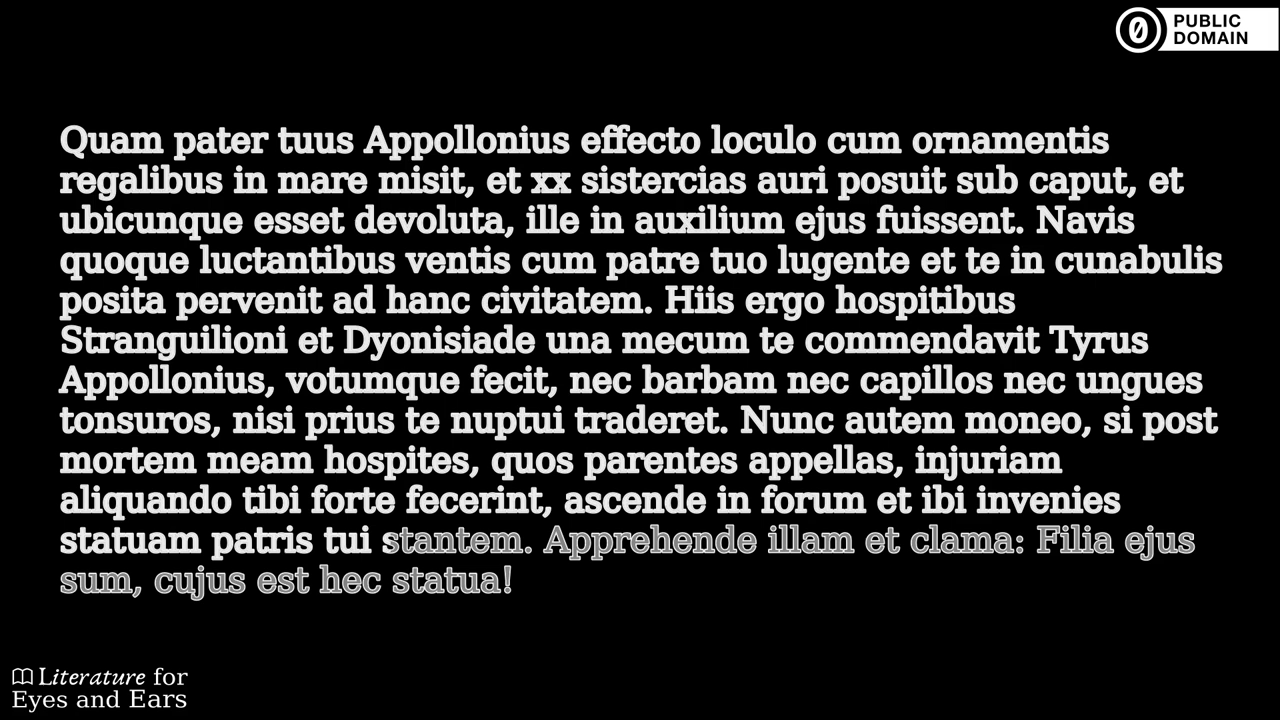 PUBLIC
DOMAIN
Quam pater tuus Appollonius effecto loculo cum ornamentis
regalibus in mare misit, et xx sistercias auri posuit sub caput, et
ubicunque esset devoluta, ille in auxilium ejus fuissent. Navis
quoque luctantibus ventis cum patre tuo lugente et te in cunabulis
posita pervenit ad hanc civitatem. Hiis ergo hospitibus
Stranguilioni et Dyonisiade una mecum te commendavit Tyrus
Appollonius, votumque fecit, nec barbam nec capillos nec ungues
tonsuros, nisi prius te nuptui traderet. Nunc autem moneo, si post
mortem meam hospites, quos parentes appellas, injuriam
aliquando tibi forte fecerint, ascende in forum et ibi invenies
statuam patris tui stantem. Apprehende illam et clama: Filia ejus
sum, cujus est hec statua!
Literature for
Eyes and Ears